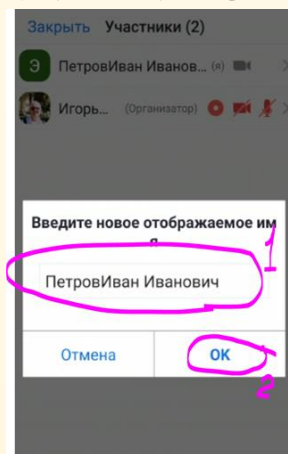 Закрыть Участники (2)
Э ПетровИван Иванов... (я)
Игорь... (Организатор)
Введите новое отображаемое им
я
1
ПетровИван Иванович
Отмена OK
2